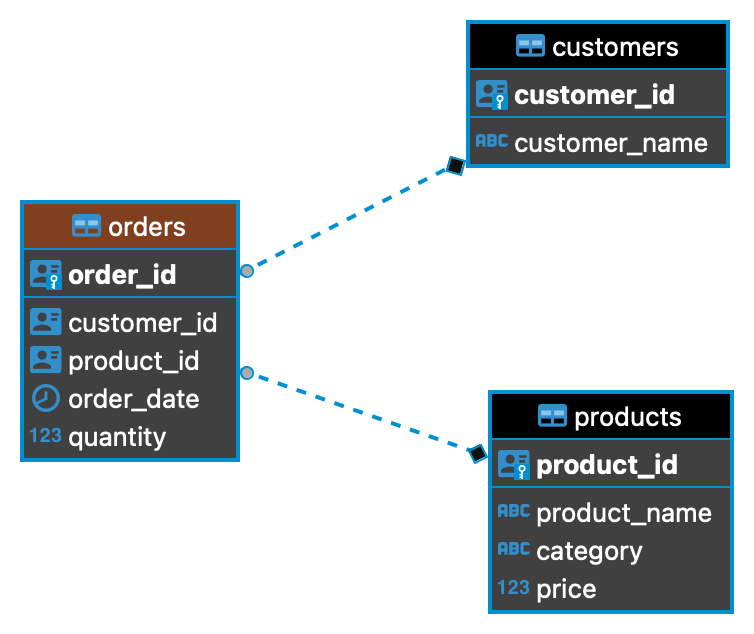 customers
customer_id
ABC customer_name
orders
order_id
customer_id
product_id
order_date
123 quantity
products
product_id
ABC product_name
ABC category
123 price